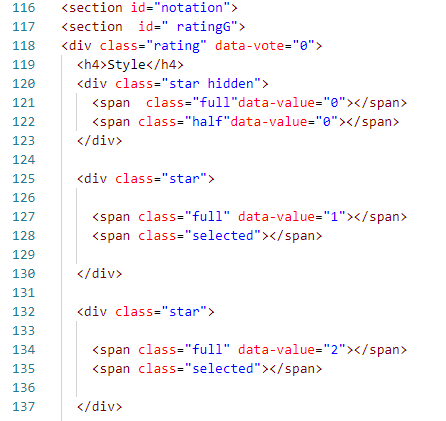 116 <section id="notation">
117 <section  id=" ratingG">
118 <div class="rating" data-vote="0">
119 <h4>Style</h4>
120 <div class="star hidden">
121 <span  class="full"data-value="0"></span>
122 <span class="half"data-value="0"></span>
123 </div>
124
125 <div class="star">
126
127 <span class="full" data-value="1"></span>
128 <span class="selected"></span>
129
130 </div>
131
132 <div class="star">
133
134 <span class="full" data-value="2"></span>
135 <span class="selected"></span>
136
137 </div>